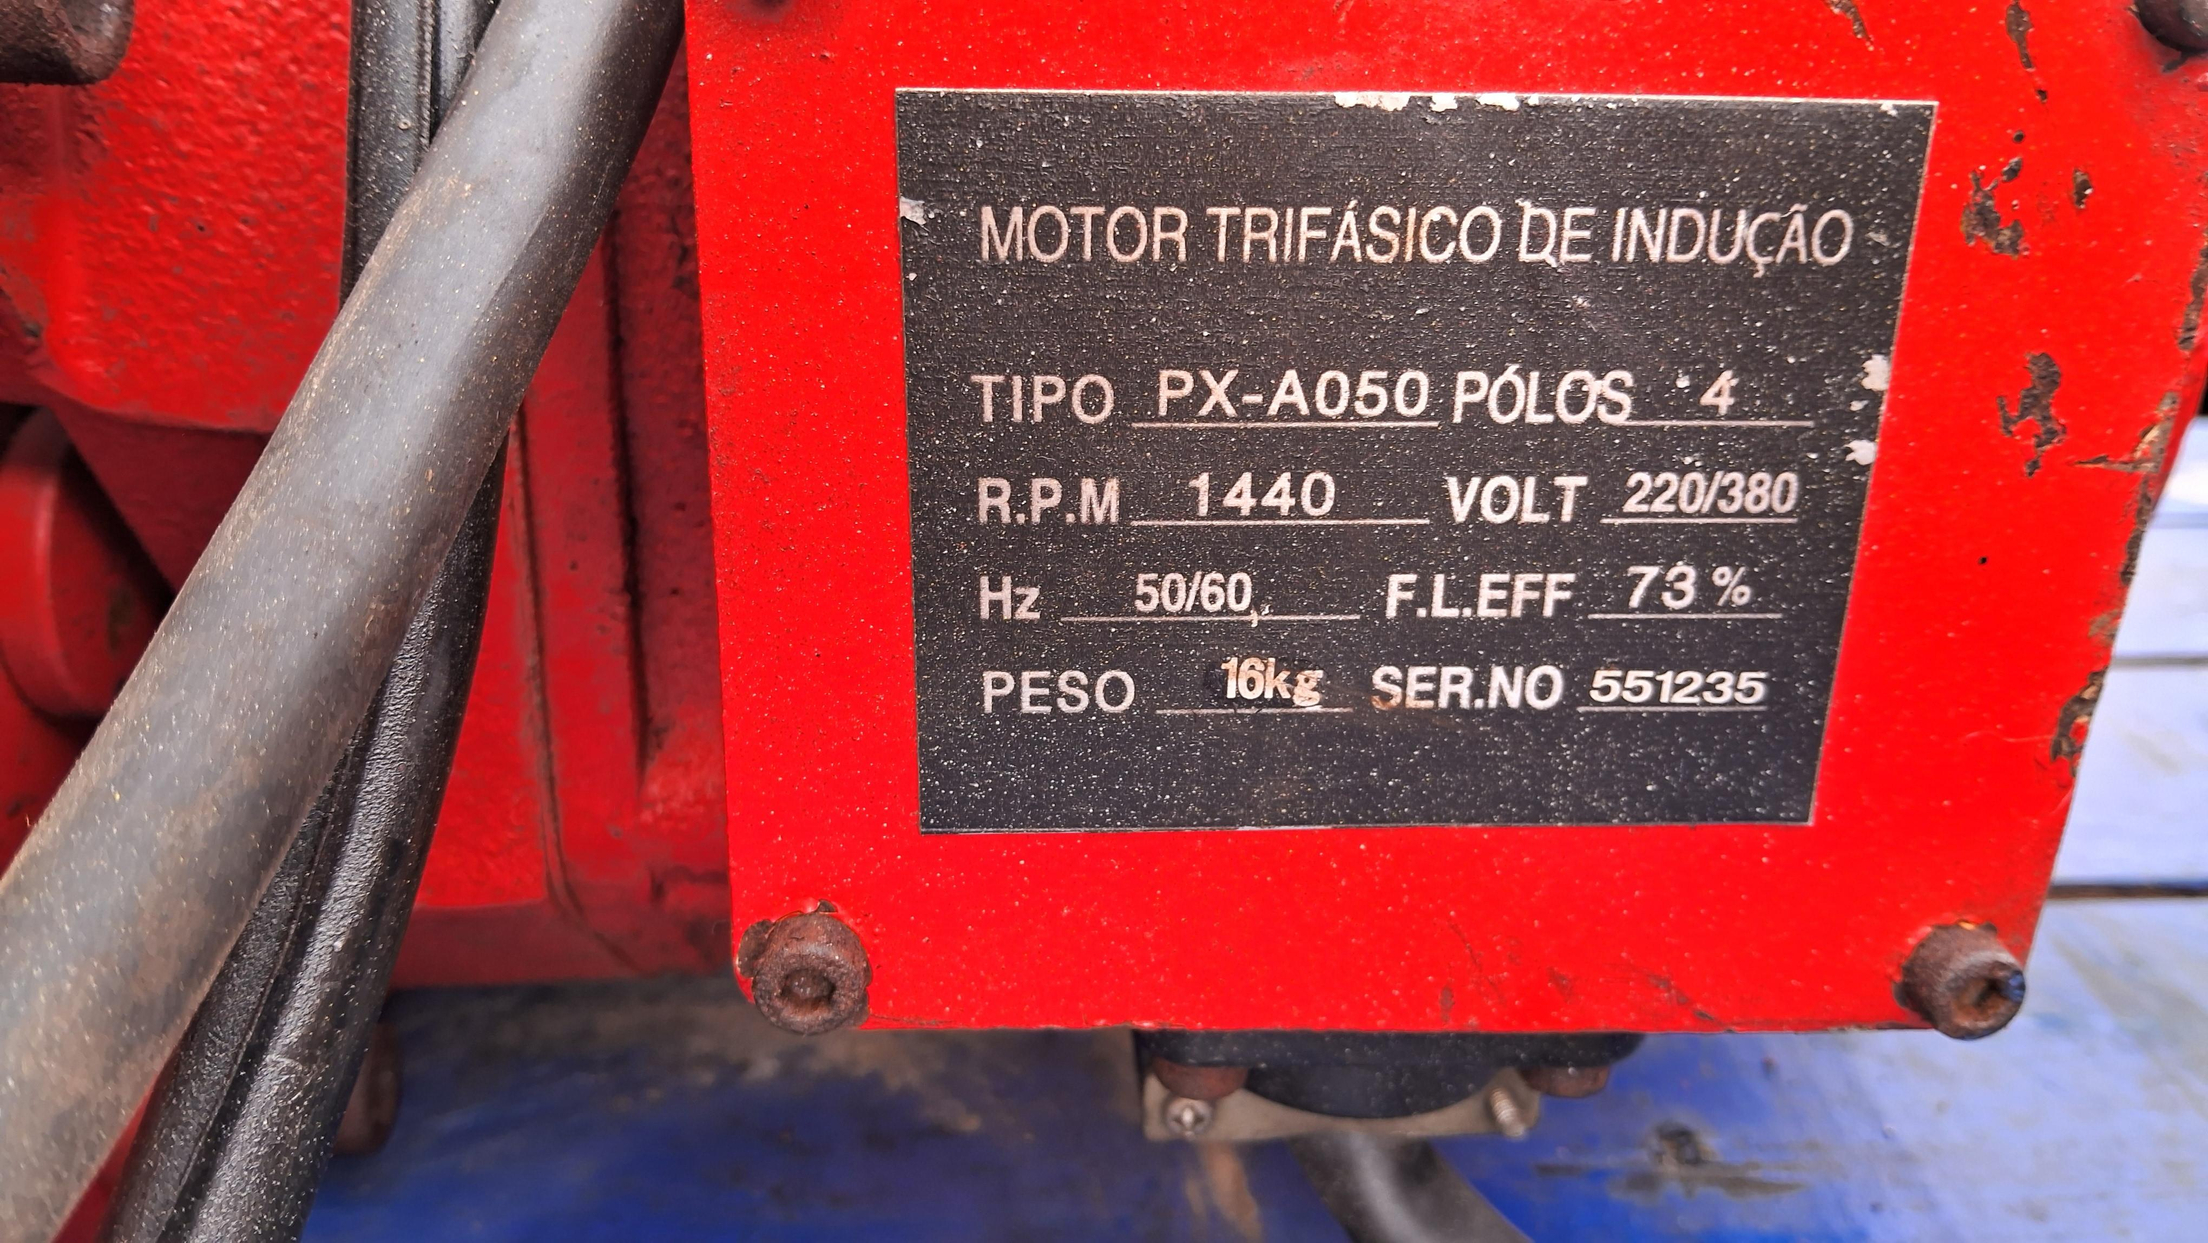 MOTOR TRIFÁSICO DE INDUÇÃO
TIPO PX-A050 PÓLOS 4
R.P.M 1440 VOLT 220/380
Hz 50/60 F.L.EFF 73%
PESO 16kg SER.NO 551235